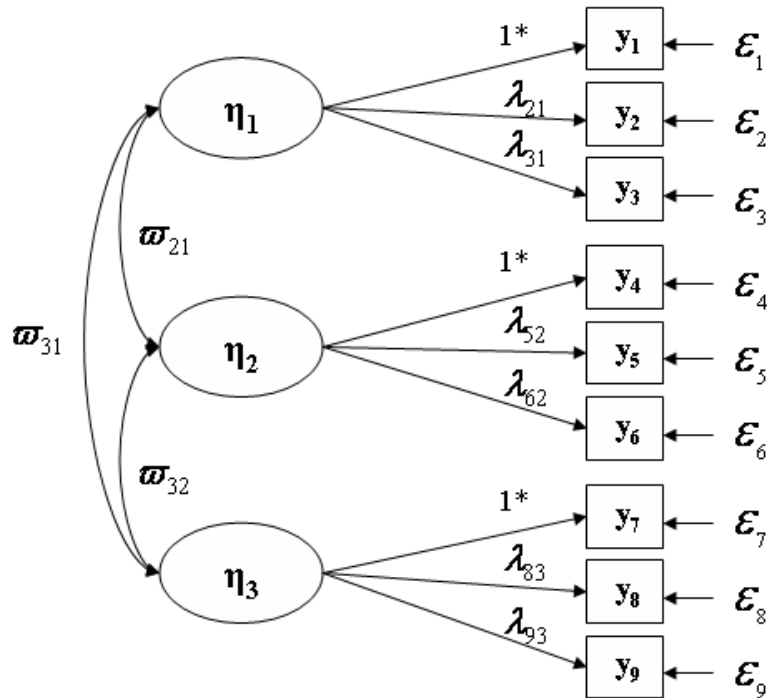 1*
y₁
ε₁
η₁
λ₂₁
y₂
ε₂
λ₃₁
y₃
ε₃
ϖ₂₁
1*
y₄
ε₄
ϖ₃₁
η₂
λ₅₂
y₅
ε₅
λ₆₂
y₆
ε₆
ϖ₃₂
1*
y₇
ε₇
η₃
λ₈₃
y₈
ε₈
λ₉₃
y₉
ε₉